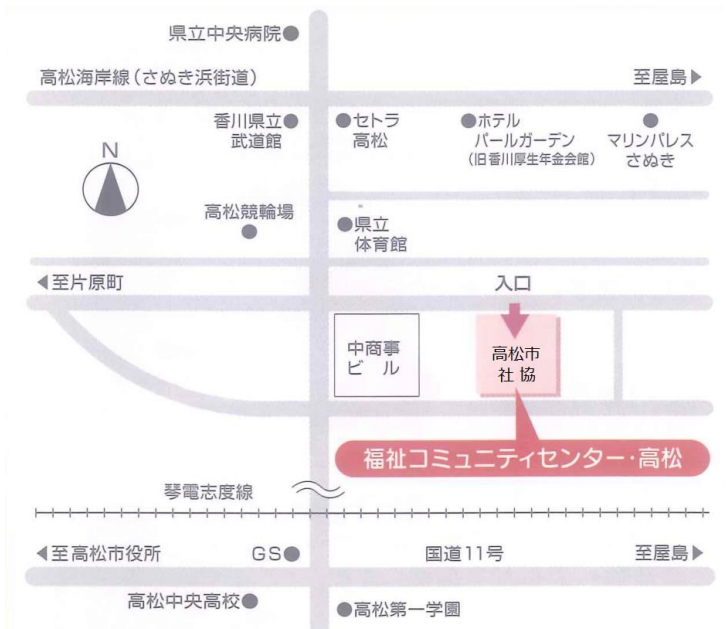 県立中央病院●
高松海岸線(さぬき浜街道)
至屋島▶
香川県立●
武道館
●セトラ
高松
●ホテル
パールガーデン
(旧香川厚生年金会館)
●
マリンパレス
さぬき
N
高松競輪場
●
●県立
体育館
◀至片原町
入口
中商事
ビル
高松市
社協
福祉コミュニティセンター・高松
琴電志度線
◀至高松市役所
GS●
国道11号
至屋島▶
高松中央高校●
●高松第一学園